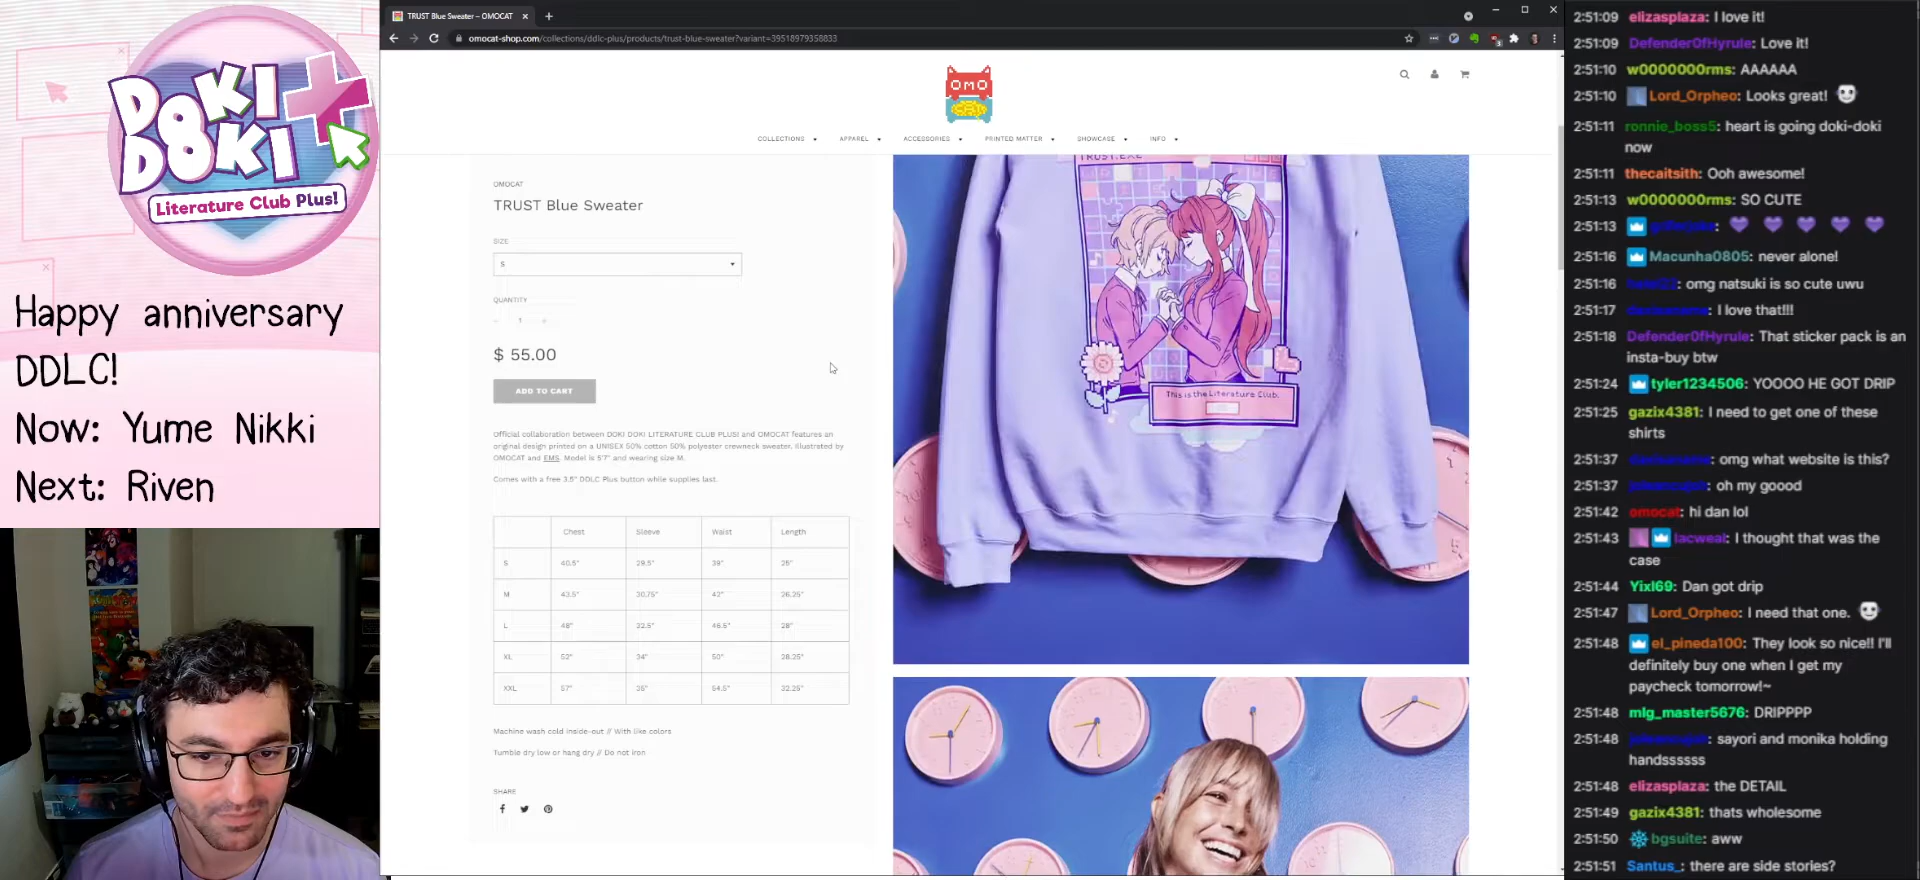 DOKI
DOKI
Literature Club Plus!
Happy anniversary
DDLC!
Now: Yume Nikki
Next: Riven
TRUST Blue Sweater – OMOCAT
omocat-shop.com/collections/ddlc-plus/products/trust-blue-sweater?variant=39518979358833
OMO
CAT
COLLECTIONS
APPAREL
ACCESSORIES
PRINTED MATTER
SHOWCASE
INFO
OMOCAT
TRUST Blue Sweater
SIZE
S
QUANTITY
- 1 +
$ 55.00
ADD TO CART
Official collaboration between DOKI DOKI LITERATURE CLUB PLUS! and OMOCAT features an
original design printed on a UNISEX 50% cotton 50% polyester crewneck sweater. Illustrated by
OMOCAT and EMS. Model is 5'7" and wearing size M.
Comes with a free 3.5" DDLC Plus button while supplies last.
Chest Sleeve Waist Length
S 40.5" 29.5" 39" 25"
M 43.5" 30.75" 42" 26.25"
L 48" 32.5" 46.5" 28"
XL 52" 34" 50" 28.25"
XXL 57" 35" 54.5" 32.25"
Machine wash cold inside-out // With like colors
Tumble dry low or hang dry // Do not iron
SHARE
TRUST.EXE
This is the Literature Club.
2:51:09 elizasplaza: I love it!
2:51:09 DefenderOfHyrule: Love it!
2:51:10 w0000000rms: AAAAAA
2:51:10 Lord_Orpheo: Looks great!
2:51:11 ronnie_boss5: heart is going doki-doki
now
2:51:11 thecaitsith: Ooh awesome!
2:51:13 w0000000rms: SO CUTE
2:51:13
2:51:16 Macunha0805: never alone!
2:51:16 omg natsuki is so cute uwu
2:51:17 I love that!!!
2:51:18 DefenderOfHyrule: That sticker pack is an
insta-buy btw
2:51:24 tyler1234506: YOOOO HE GOT DRIP
2:51:25 gazix4381: I need to get one of these
shirts
2:51:37 omg what website is this?
2:51:37 oh my goood
2:51:42 omocat: hi dan lol
2:51:43 lacweal: I thought that was the
case
2:51:44 Yixl69: Dan got drip
2:51:47 Lord_Orpheo: I need that one.
2:51:48 el_pineda100: They look so nice!! I'll
definitely buy one when I get my
paycheck tomorrow!~
2:51:48 mlg_master5676: DRIPPPP
2:51:48 sayori and monika holding
handsssss
2:51:48 elizasplaza: the DETAIL
2:51:49 gazix4381: thats wholesome
2:51:50 bgsuite: aww
2:51:51 Santus_: there are side stories?